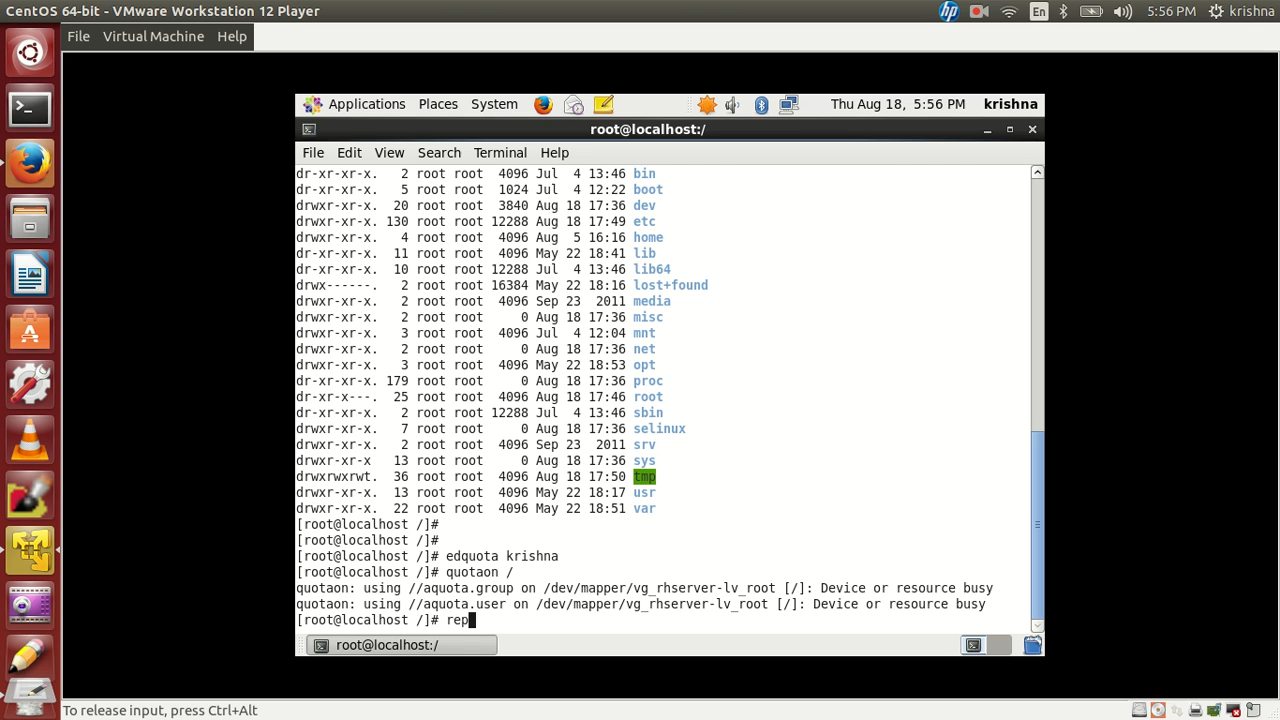 CentOS 64-bit - VMware Workstation 12 Player
En
5:56 PM
krishna
File Virtual Machine Help
Applications Places System
Thu Aug 18, 5:56 PM
krishna
root@localhost:/
File Edit View Search Terminal Help
dr-xr-xr-x.   2 root root  4096 Jul  4 13:46 bin
dr-xr-xr-x.   5 root root  1024 Jul  4 12:22 boot
drwxr-xr-x.  20 root root  3840 Aug 18 17:36 dev
drwxr-xr-x. 130 root root 12288 Aug 18 17:49 etc
drwxr-xr-x.   4 root root  4096 Aug  5 16:16 home
dr-xr-xr-x.  11 root root  4096 May 22 18:41 lib
dr-xr-xr-x.  10 root root 12288 Jul  4 13:46 lib64
drwx------.   2 root root 16384 May 22 18:16 lost+found
drwxr-xr-x.   2 root root  4096 Sep 23  2011 media
drwxr-xr-x.   2 root root     0 Aug 18 17:36 misc
drwxr-xr-x.   3 root root  4096 Jul  4 12:04 mnt
drwxr-xr-x.   2 root root     0 Aug 18 17:36 net
drwxr-xr-x.   3 root root  4096 May 22 18:53 opt
dr-xr-xr-x. 179 root root     0 Aug 18 17:36 proc
dr-xr-x---.  25 root root  4096 Aug 18 17:46 root
dr-xr-xr-x.   2 root root 12288 Jul  4 13:46 sbin
drwxr-xr-x.   7 root root     0 Aug 18 17:36 selinux
drwxr-xr-x.   2 root root  4096 Sep 23  2011 srv
drwxr-xr-x   13 root root     0 Aug 18 17:36 sys
drwxrwxrwt.  36 root root  4096 Aug 18 17:50 tmp
drwxr-xr-x.  13 root root  4096 May 22 18:17 usr
drwxr-xr-x.  22 root root  4096 May 22 18:51 var
[root@localhost /]#
[root@localhost /]#
[root@localhost /]# edquota krishna
[root@localhost /]# quotaon /
quotaon: using //aquota.group on /dev/mapper/vg_rhserver-lv_root [/]: Device or resource busy
quotaon: using //aquota.user on /dev/mapper/vg_rhserver-lv_root [/]: Device or resource busy
[root@localhost /]# rep
root@localhost:/
To release input, press Ctrl+Alt